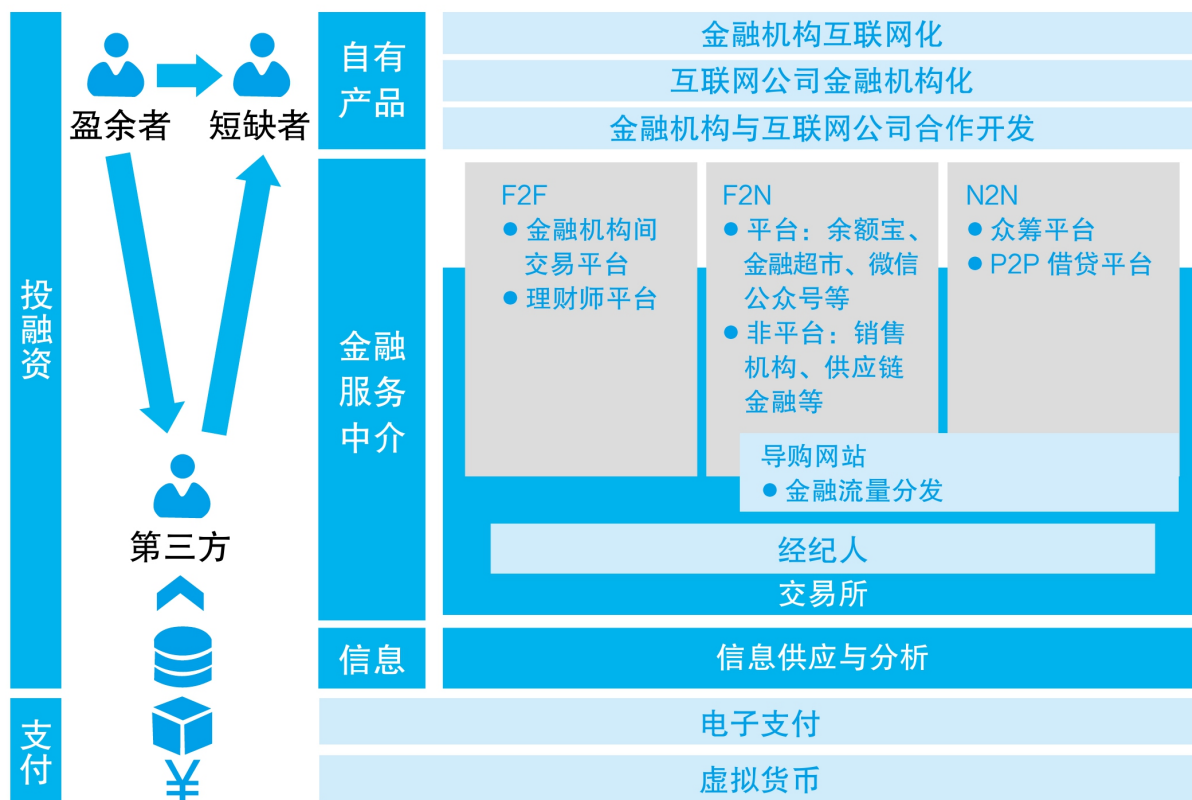 投融资
支付
盈余者
短缺者
第三方
¥
自有
产品
金融机构互联网化
互联网公司金融机构化
金融机构与互联网公司合作开发
金融
服务
中介
F2F
● 金融机构间
交易平台
● 理财师平台
F2N
● 平台：余额宝、
金融超市、微信
公众号等
● 非平台：销售
机构、供应链
金融等
N2N
● 众筹平台
● P2P 借贷平台
导购网站
● 金融流量分发
经纪人
交易所
信息
信息供应与分析
电子支付
虚拟货币